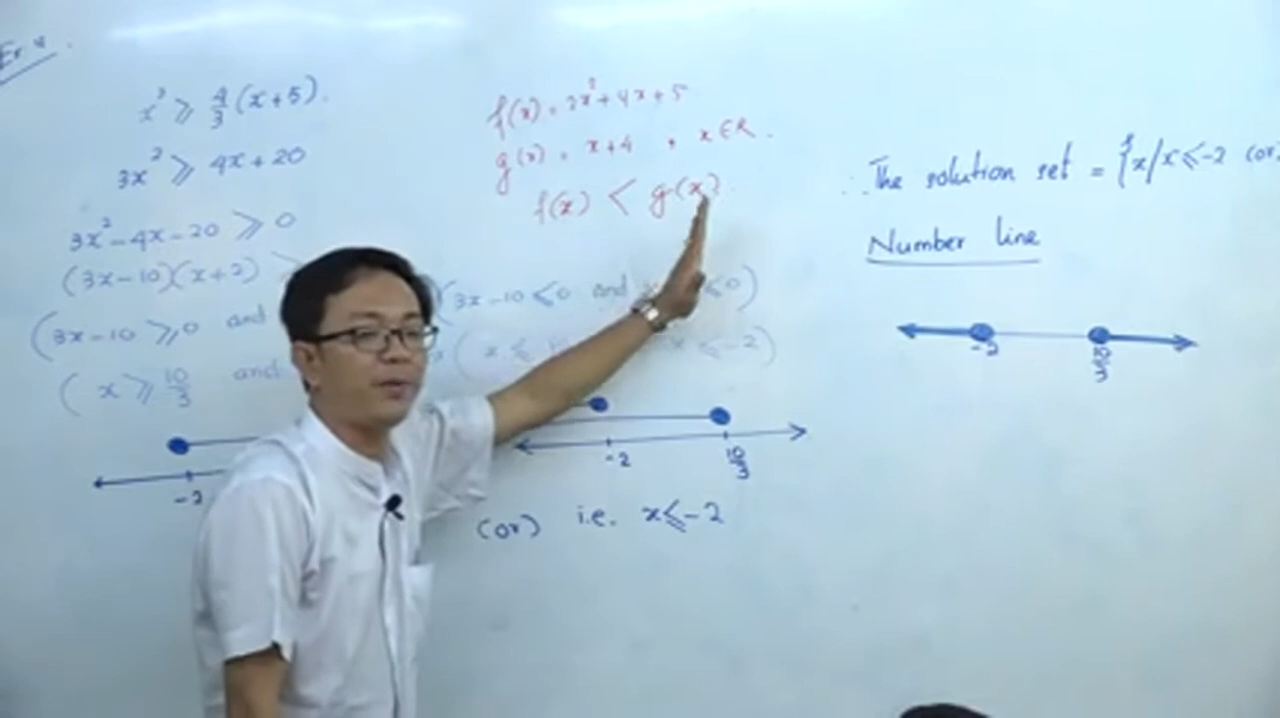 Ex 4.
x² ⩾ 4/3 (x+5).
3x² ⩾ 4x+20
3x²-4x-20 ⩾ 0
(3x-10)(x+2) ⩾
(3x-10 ⩾0 and
( x ⩾ 10/3 and
-2
f(x) = 2x²+4x+5
g(x) = x+4 , x∈R.
f(x) < g(x).
(3x-10 ⩽0 and ⩽0)
( x ⩽ x ⩽ -2)
-2 10/3
(or) i.e. x⩽-2
∴ The solution set = {x/x⩽-2 (or)
Number line
-2 10/3